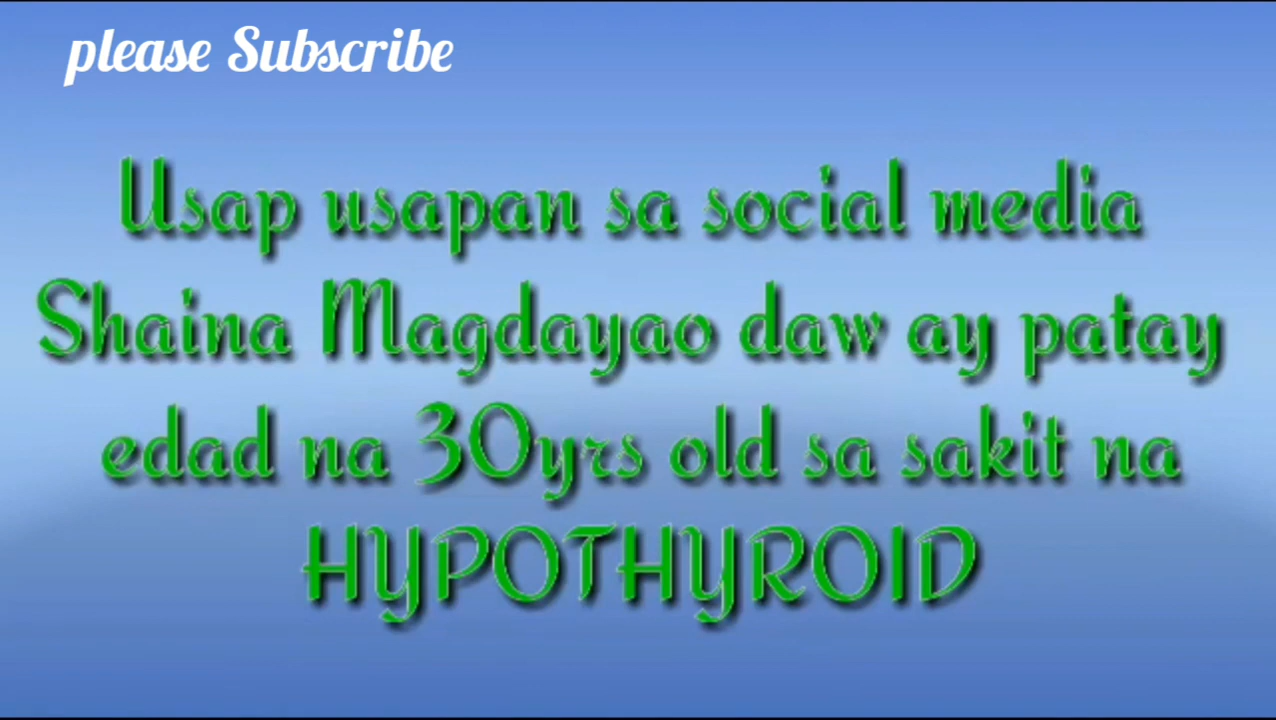 please Subscribe
Usap usapan sa social media
Shaina Magdayao daw ay patay
edad na 30yrs old sa sakit na
HYPOTHYROID